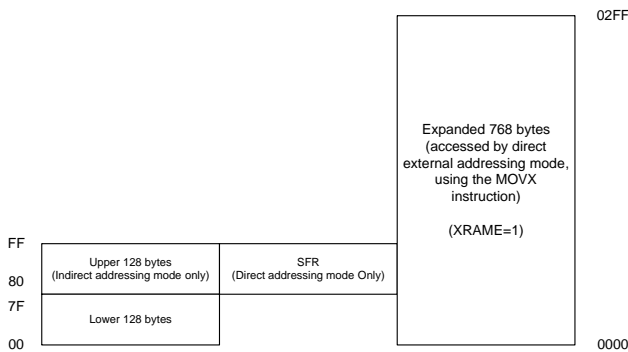 02FF
Expanded 768 bytes
(accessed by direct
external addressing mode,
using the MOVX
instruction)
(XRAME=1)
FF
Upper 128 bytes
(Indirect addressing mode only)
SFR
(Direct addressing mode Only)
80
7F
Lower 128 bytes
00
0000